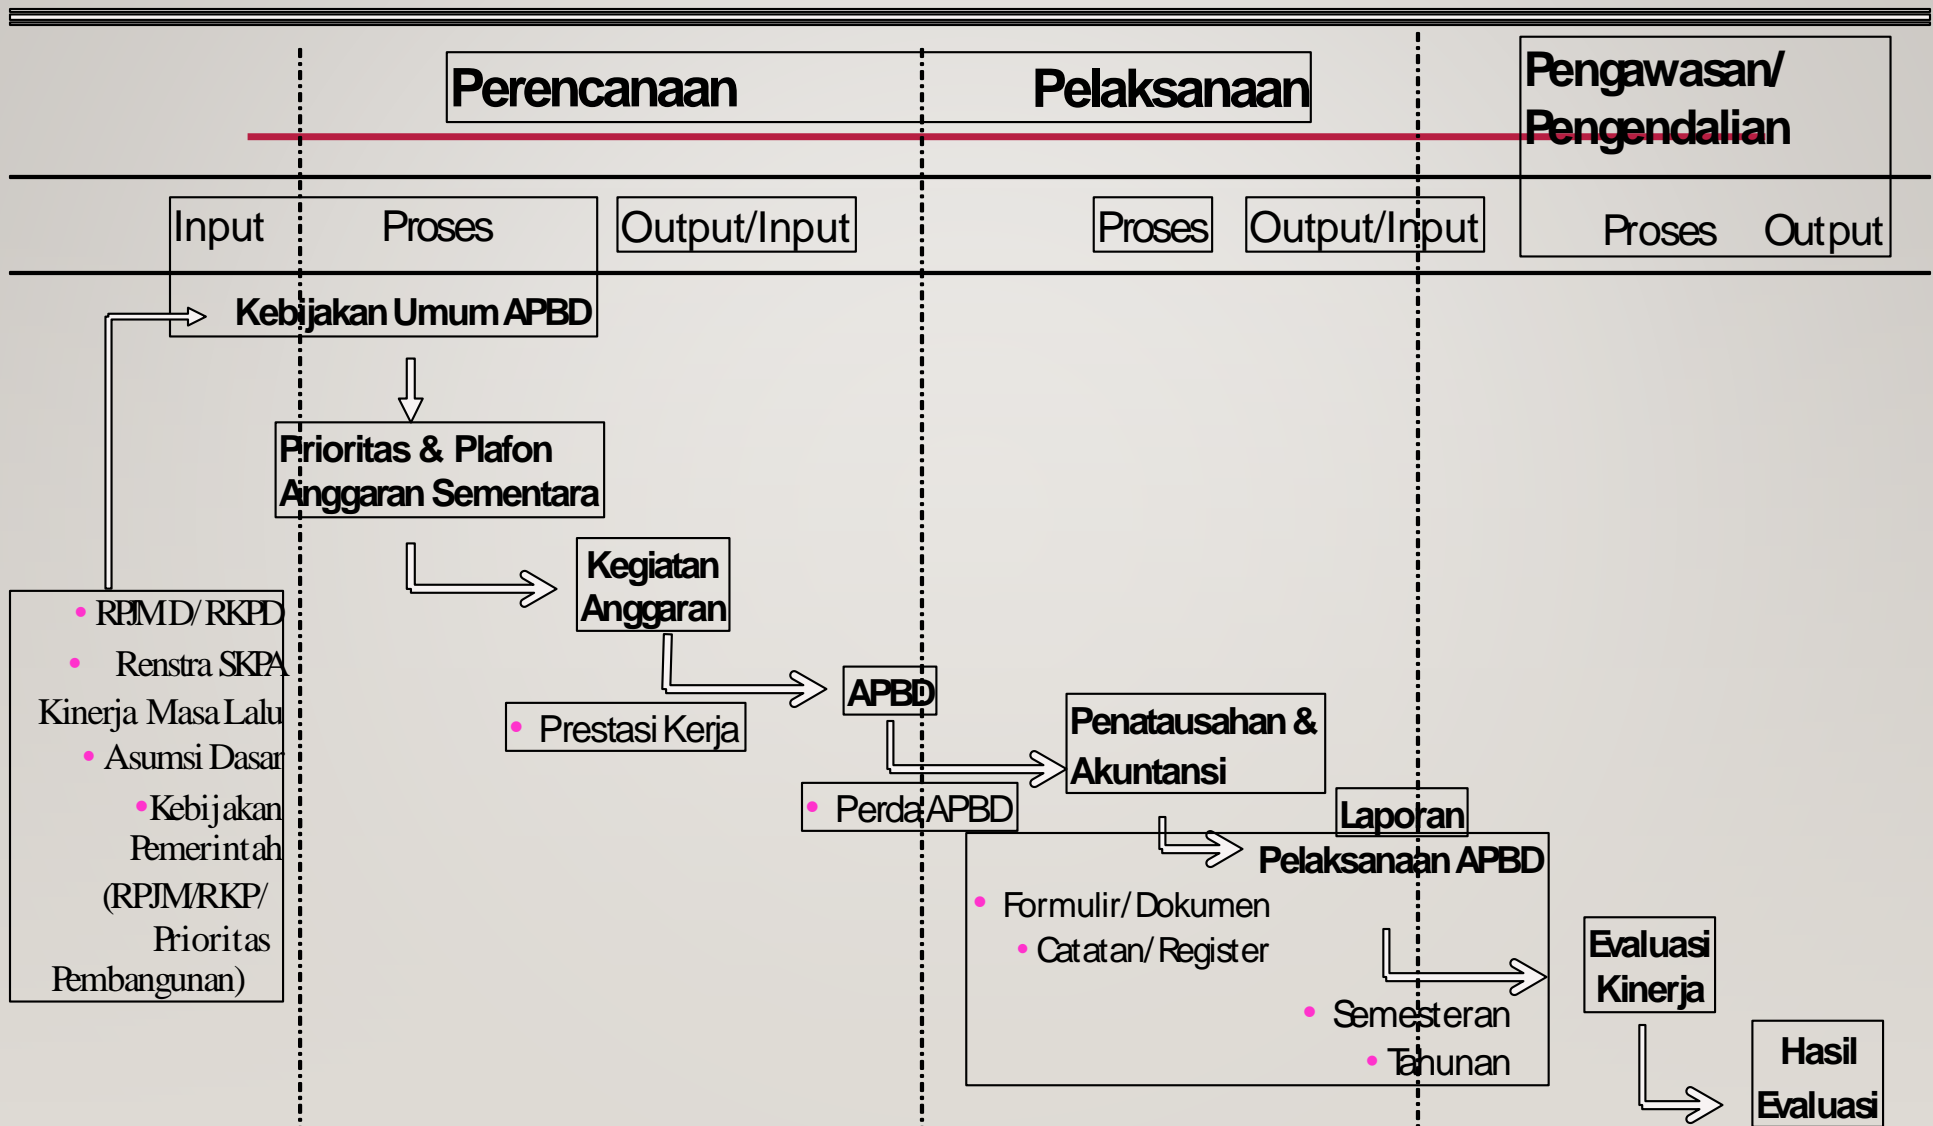 Perencanaan
Pelaksanaan
Pengawasan/
Pengendalian
Input
Proses
Output/Input
Proses
Output/Input
Proses
Output
Kebijakan Umum APBD
Prioritas & Plafon
Anggaran Sementara
Kegiatan
Anggaran
• RPJMD/RKPD
• Renstra SKPA
Kinerja Masa Lalu
• Asumsi Dasar
• Kebijakan
Pemerintah
(RPJM/RKP/
Prioritas
Pembangunan)
• Prestasi Kerja
APBD
• Perda APBD
Penatausahan &
Akuntansi
Laporan
Pelaksanaan APBD
• Formulir/Dokumen
• Catatan/Register
• Semesteran
• Tahunan
Evaluasi
Kinerja
Hasil
Evaluasi